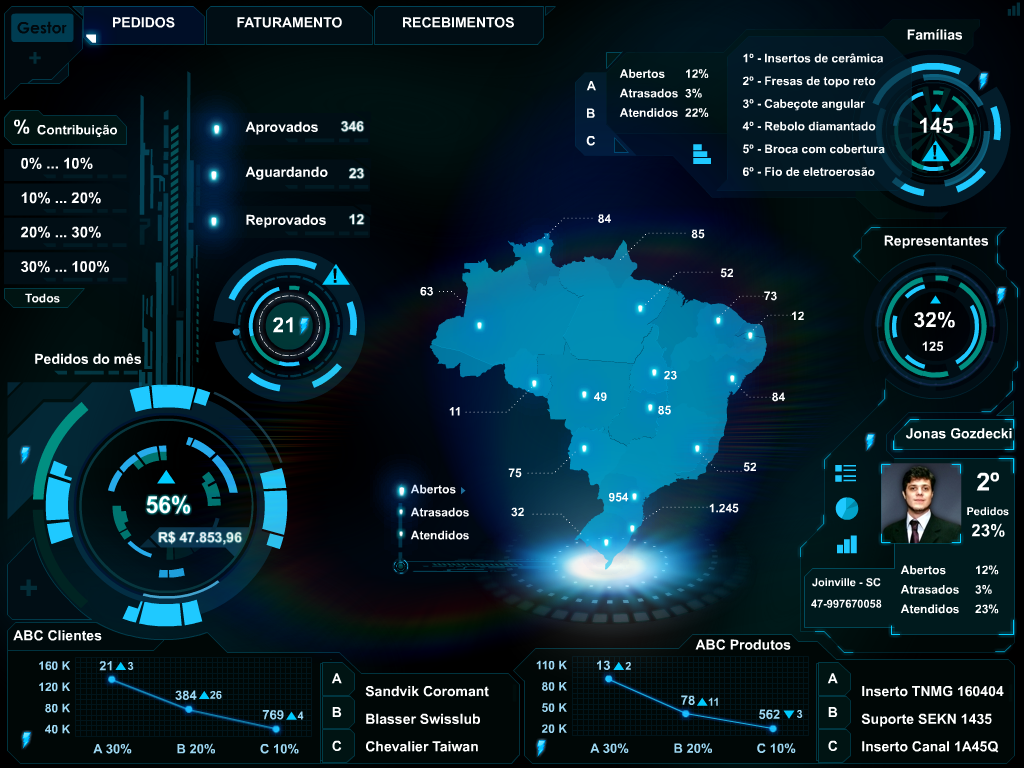 Gestor
PEDIDOS
FATURAMENTO
RECEBIMENTOS
% Contribuição
0% ... 10%
10% ... 20%
20% ... 30%
30% ... 100%
Todos
Aprovados 346
Aguardando 23
Reprovados 12
21
Pedidos do mês
56%
R$ 47.853,96
A
B
C
Abertos 12%
Atrasados 3%
Atendidos 22%
Famílias
1º - Insertos de cerâmica
2º - Fresas de topo reto
3º - Cabeçote angular
4º - Rebolo diamantado
5º - Broca com cobertura
6º - Fio de eletroerosão
145
Representantes
32%
125
84
85
52
63
73
12
23
49
85
84
11
75
52
954
32
1.245
Abertos
Atrasados
Atendidos
Jonas Gozdecki
2º
Pedidos
23%
Joinville - SC
47-997670058
Abertos 12%
Atrasados 3%
Atendidos 23%
ABC Clientes
160 K
120 K
80 K
40 K
21 3
384 26
769 4
A 30% B 20% C 10%
A
B
C
Sandvik Coromant
Blasser Swisslub
Chevalier Taiwan
ABC Produtos
110 K
80 K
50 K
20 K
13 2
78 11
562 3
A 30% B 20% C 10%
A
B
C
Inserto TNMG 160404
Suporte SEKN 1435
Inserto Canal 1A45Q